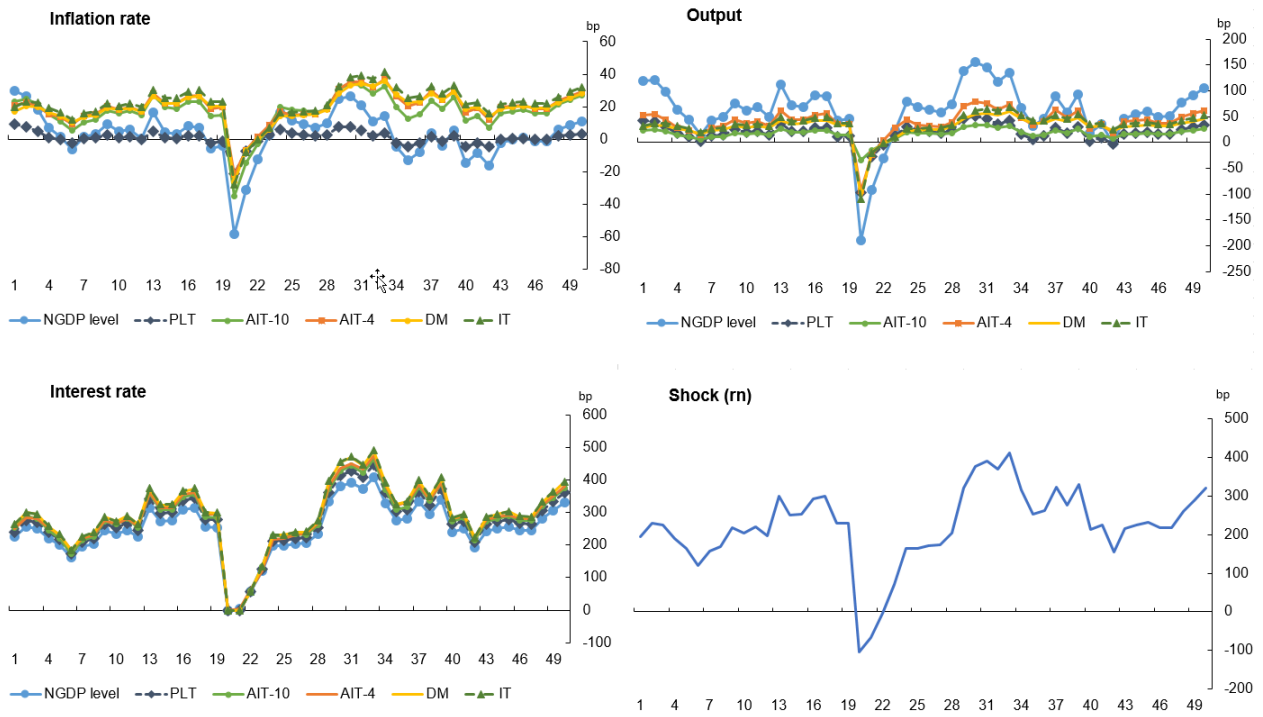 Inflation rate
bp
60
40
20
0
-20
-40
-60
-80
1 4 7 10 13 16 19 22 25 28 31 34 37 40 43 46 49
NGDP level PLT AIT-10 AIT-4 DM IT
Output
bp
200
150
100
50
0
-50
-100
-150
-200
-250
1 4 7 10 13 16 19 22 25 28 31 34 37 40 43 46 49
NGDP level PLT AIT-10 AIT-4 DM IT
Interest rate
bp
600
500
400
300
200
100
0
-100
1 4 7 10 13 16 19 22 25 28 31 34 37 40 43 46 49
NGDP level PLT AIT-10 AIT-4 DM IT
Shock (rn)
bp
500
400
300
200
100
0
-100
-200
1 4 7 10 13 16 19 22 25 28 31 34 37 40 43 46 49